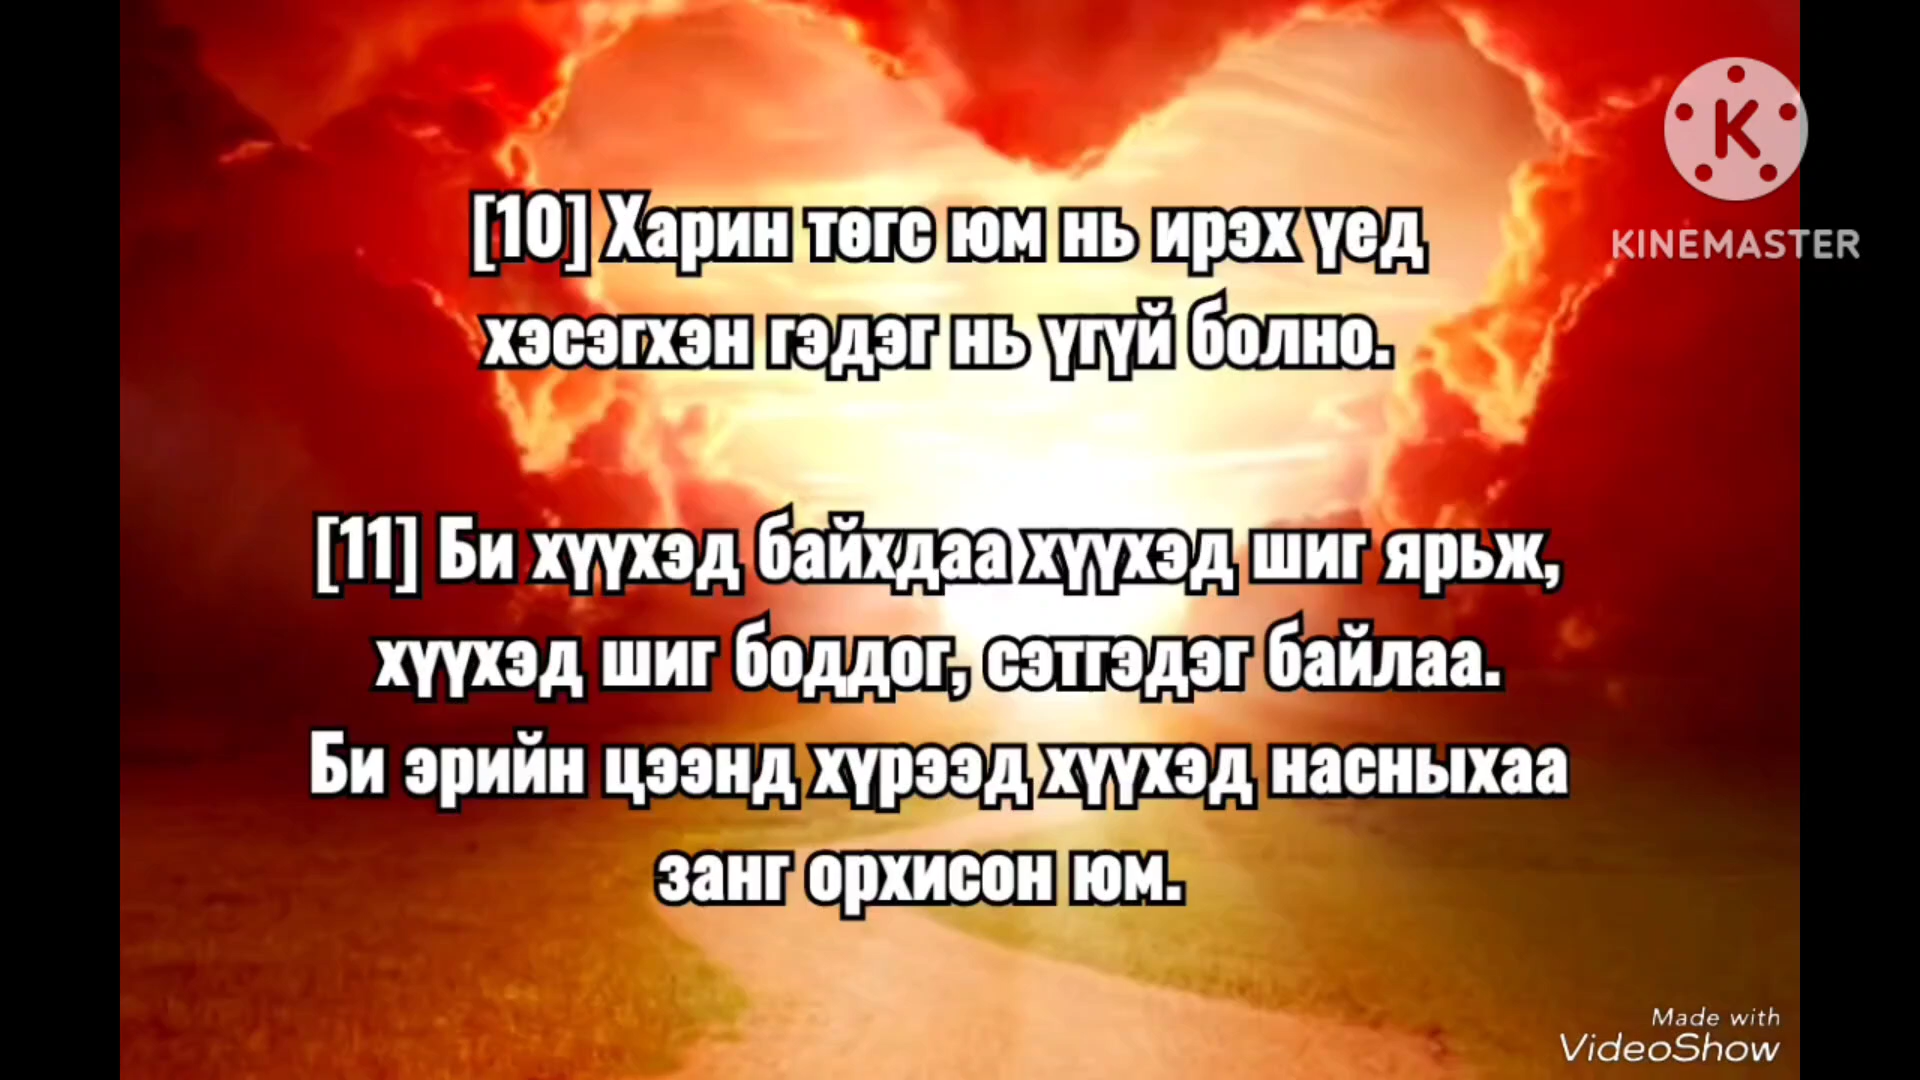 [10] Харин төгс юм нь ирэх үед
хэсэгхэн гэдэг нь үгүй болно.
[11] Би хүүхэд байхдаа хүүхэд шиг ярьж,
хүүхэд шиг боддог, сэтгэдэг байлаа.
Би эрийн цээнд хүрээд хүүхэд насныхаа
занг орхисон юм.
K
KINEMASTER
Made with
VideoShow